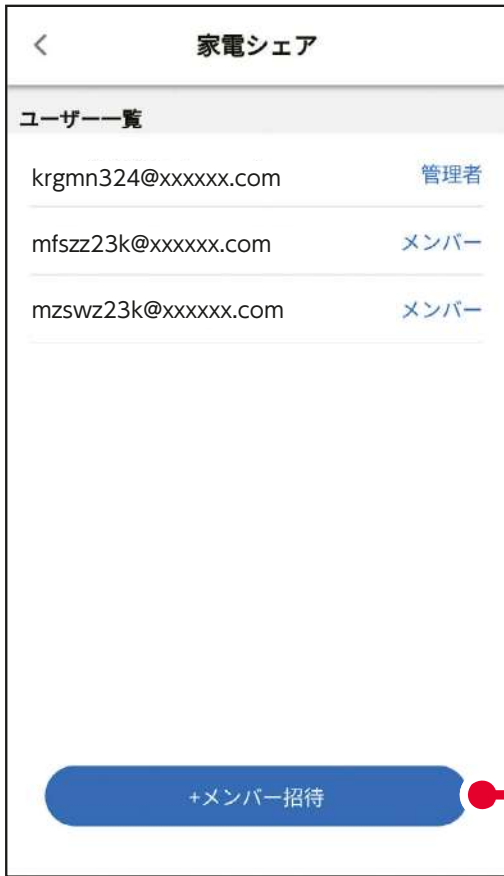 家電シェア
ユーザー一覧
krgmn324@xxxxxx.com 管理者
mfszz23k@xxxxxx.com メンバー
mzswz23k@xxxxxx.com メンバー
+メンバー招待